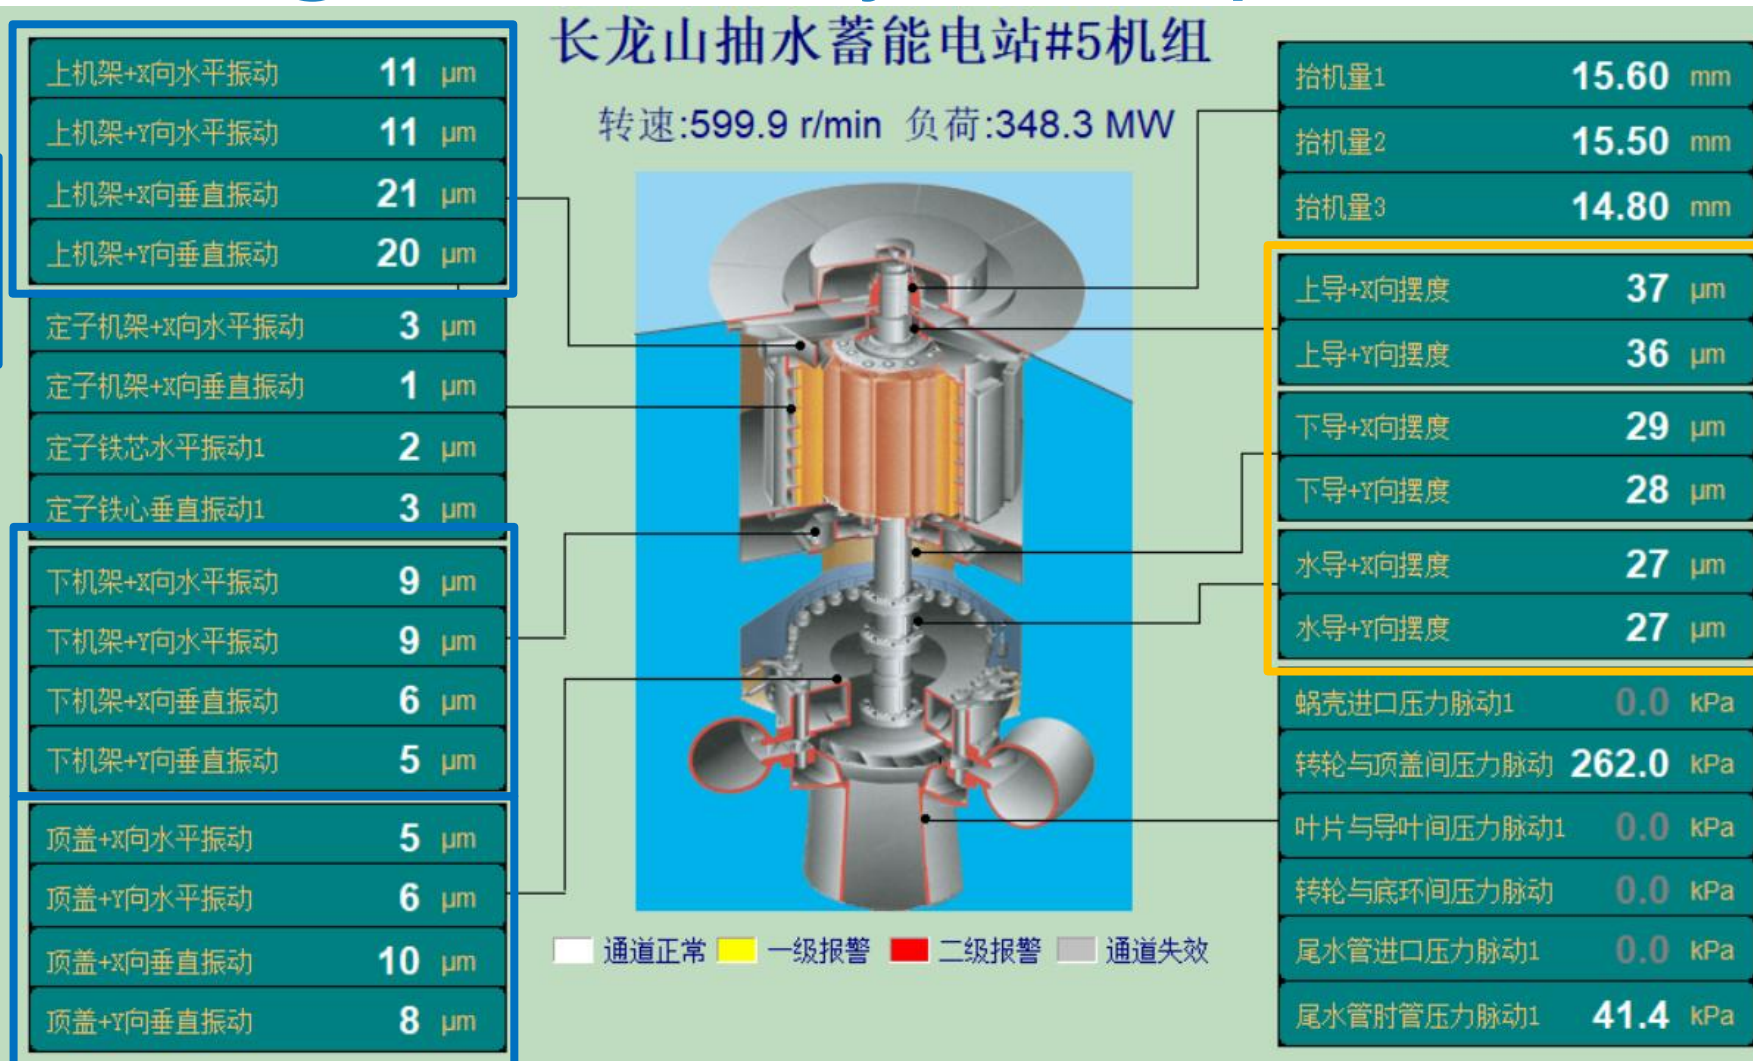 长龙山抽水蓄能电站#5机组
转速:599.9 r/min 负荷:348.3 MW
上机架+X向水平振动 11 μm
上机架+Y向水平振动 11 μm
上机架+X向垂直振动 21 μm
上机架+Y向垂直振动 20 μm
定子机架+X向水平振动 3 μm
定子机架+X向垂直振动 1 μm
定子铁芯水平振动1 2 μm
定子铁心垂直振动1 3 μm
下机架+X向水平振动 9 μm
下机架+Y向水平振动 9 μm
下机架+X向垂直振动 6 μm
下机架+Y向垂直振动 5 μm
顶盖+X向水平振动 5 μm
顶盖+Y向水平振动 6 μm
顶盖+X向垂直振动 10 μm
顶盖+Y向垂直振动 8 μm
抬机量1 15.60 mm
抬机量2 15.50 mm
抬机量3 14.80 mm
上导+X向摆度 37 μm
上导+Y向摆度 36 μm
下导+X向摆度 29 μm
下导+Y向摆度 28 μm
水导+X向摆度 27 μm
水导+Y向摆度 27 μm
蜗壳进口压力脉动1 0.0 kPa
转轮与顶盖间压力脉动 262.0 kPa
叶片与导叶间压力脉动1 0.0 kPa
转轮与底环间压力脉动 0.0 kPa
尾水管进口压力脉动1 0.0 kPa
尾水管肘管压力脉动1 41.4 kPa
通道正常 一级报警 二级报警 通道失效